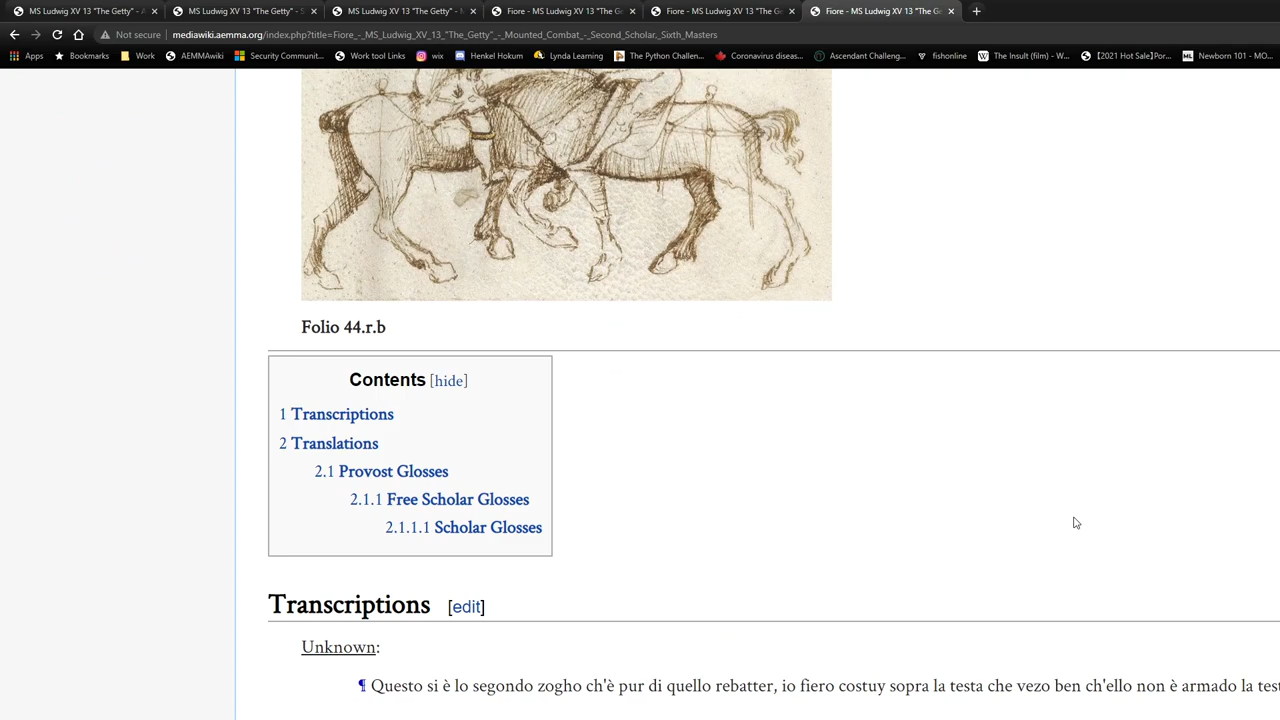 MS Ludwig XV 13 "The Getty" - A
MS Ludwig XV 13 "The Getty" - S
MS Ludwig XV 13 "The Getty" - M
Fiore - MS Ludwig XV 13 "The Ge
Fiore - MS Ludwig XV 13 "The Ge
Fiore - MS Ludwig XV 13 "The Ge
Not secure | mediawiki.aemma.org/index.php?title=Fiore_-_MS_Ludwig_XV_13_"The_Getty"_-_Mounted_Combat_-_Second_Scholar._Sixth_Masters
Apps Bookmarks Work AEMMAwiki Security Communit... Work tool Links wix Henkel Hokum Lynda Learning The Python Challen... Coronavirus diseas... Ascendant Challeng... fishonline The Insult (film) - W... 【2021 Hot Sale】Por... ML Newborn 101 - MO...
Folio 44.r.b
Contents [hide]
1 Transcriptions
2 Translations
2.1 Provost Glosses
2.1.1 Free Scholar Glosses
2.1.1.1 Scholar Glosses
Transcriptions [edit]
Unknown:
¶ Questo si è lo segondo zogho ch'è pur di quello rebatter, io fiero costuy sopra la testa che vezo ben ch'ello non è armado la test